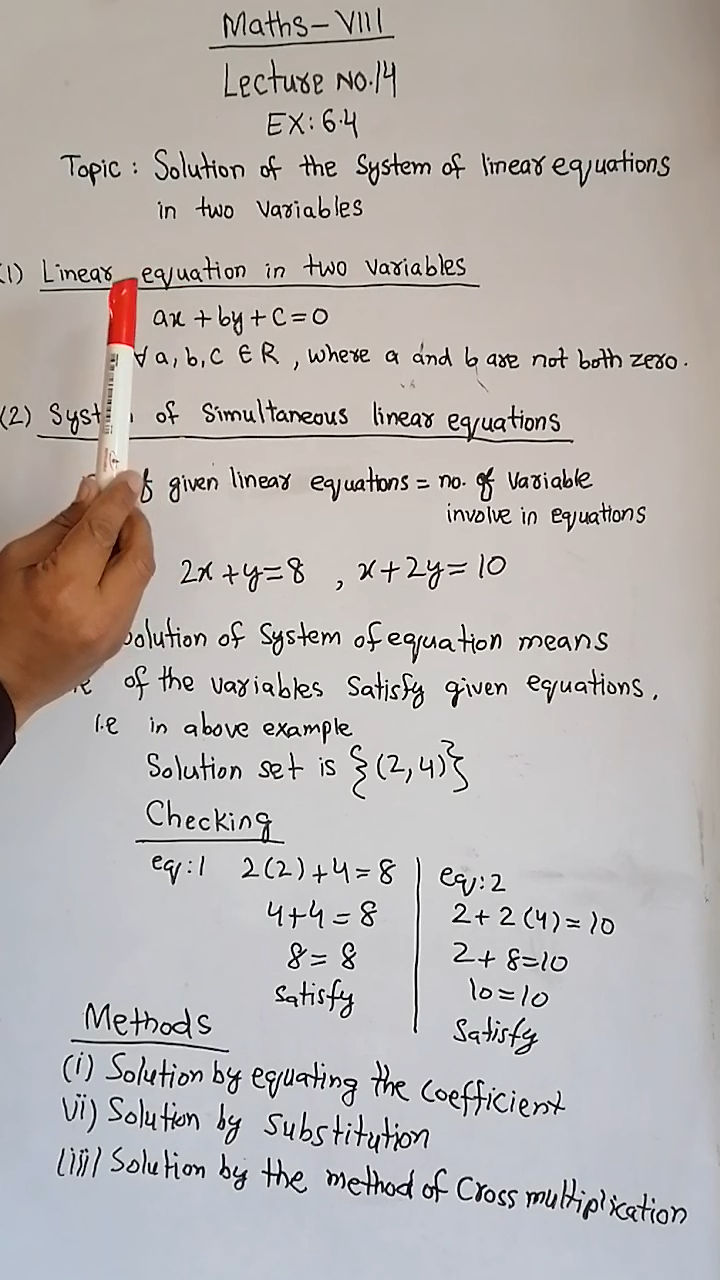 Maths-VIII
Lecture No.14
EX: 6.4
Topic: Solution of the System of linear equations
in two variables
(1) Linear equation in two variables
ax + by + c = 0
∀ a, b, c ∈ R, where a and b are not both zero.
(2) of Simultaneous linear equations
given linear equations = no. of variable
involve in equations
2x + y = 8 , x + 2y = 10
Solution of System of equation means
of the variables Satisfy given equations.
i.e in above example
Solution set is {(2,4)}
Checking
eq:1 2(2)+4=8
4+4=8
8=8
Satisfy
eq:2
2+2(4)=10
2+8=10
10=10
Satisfy
Methods
(i) Solution by equating the coefficient
(ii) Solution by Substitution
(iii) Solution by the method of Cross multiplication